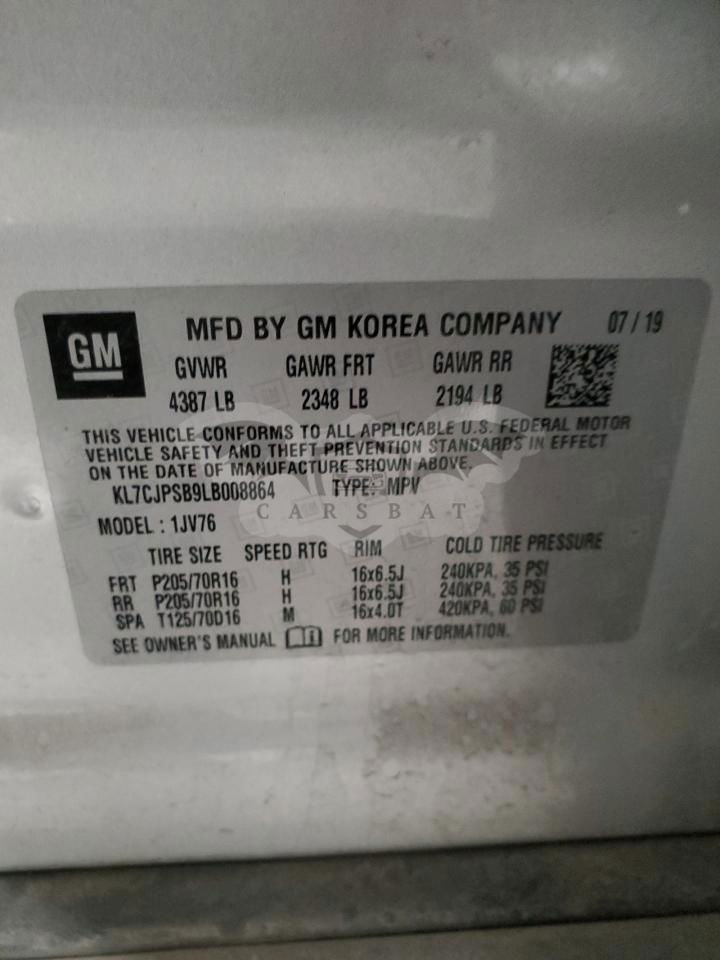 GM
MFD BY GM KOREA COMPANY 07/19
GVWR GAWR FRT GAWR RR
4387 LB 2348 LB 2194 LB
THIS VEHICLE CONFORMS TO ALL APPLICABLE U.S. FEDERAL MOTOR
VEHICLE SAFETY AND THEFT PREVENTION STANDARDS IN EFFECT
ON THE DATE OF MANUFACTURE SHOWN ABOVE.
KL7CJPSB9LB008864 TYPE: MPV
CARSBAT
MODEL : 1JV76
TIRE SIZE SPEED RTG RIM COLD TIRE PRESSURE
FRT P205/70R16 H 16x6.5J 240KPA, 35 PSI
RR P205/70R16 H 16x6.5J 240KPA, 35 PSI
SPA T125/70D16 M 16x4.0T 420KPA, 60 PSI
SEE OWNER'S MANUAL i FOR MORE INFORMATION.